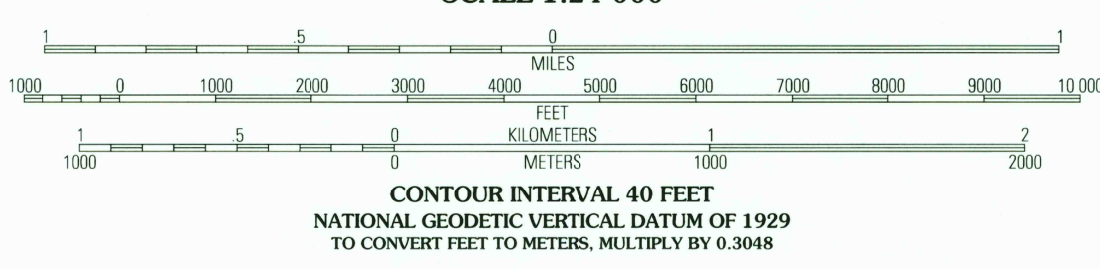 1 .5 0 1
MILES
1000 0 1000 2000 3000 4000 5000 6000 7000 8000 9000 10 000
FEET
1 .5 0 KILOMETERS 1 2
1000 0 METERS 1000 2000
CONTOUR INTERVAL 40 FEET
NATIONAL GEODETIC VERTICAL DATUM OF 1929
TO CONVERT FEET TO METERS, MULTIPLY BY 0.3048